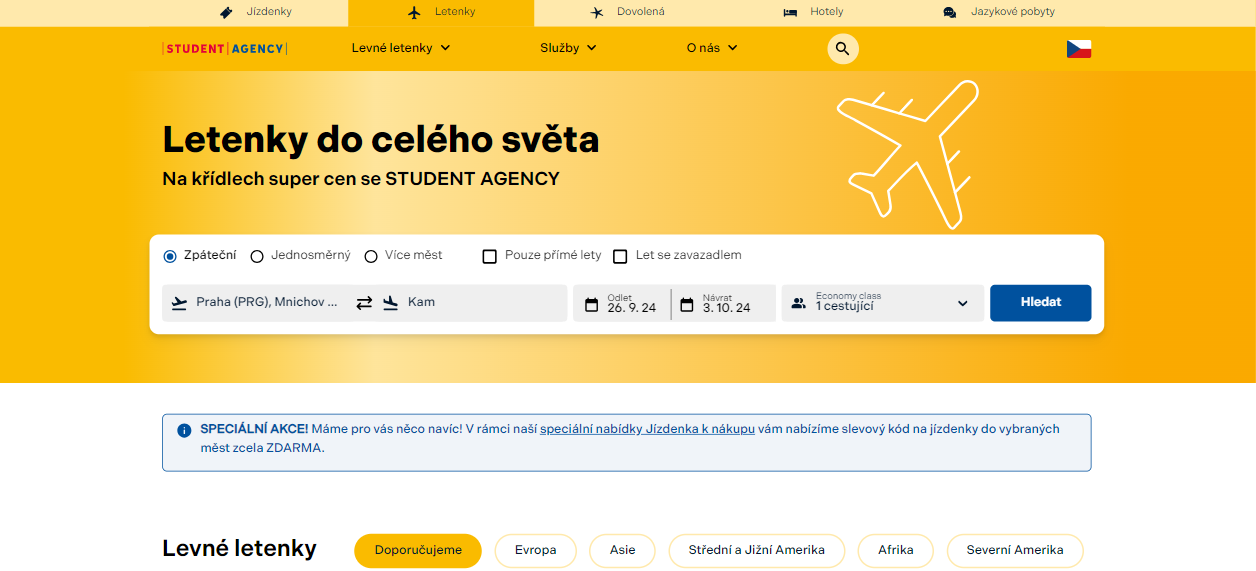 Jízdenky Letenky Dovolená Hotely Jazykové pobyty
|STUDENT|AGENCY| Levné letenky Služby O nás
Letenky do celého světa
Na křídlech super cen se STUDENT AGENCY
Zpáteční Jednosměrný Více měst Pouze přímé lety Let se zavazadlem
Praha (PRG), Mnichov ... Kam
Odlet
26. 9. 24
Návrat
3. 10. 24
Economy class
1 cestující
Hledat
SPECIÁLNÍ AKCE! Máme pro vás něco navíc! V rámci naší speciální nabídky Jízdenka k nákupu vám nabízíme slevový kód na jízdenky do vybraných
měst zcela ZDARMA.
Levné letenky Doporučujeme Evropa Asie Střední a Jižní Amerika Afrika Severní Amerika